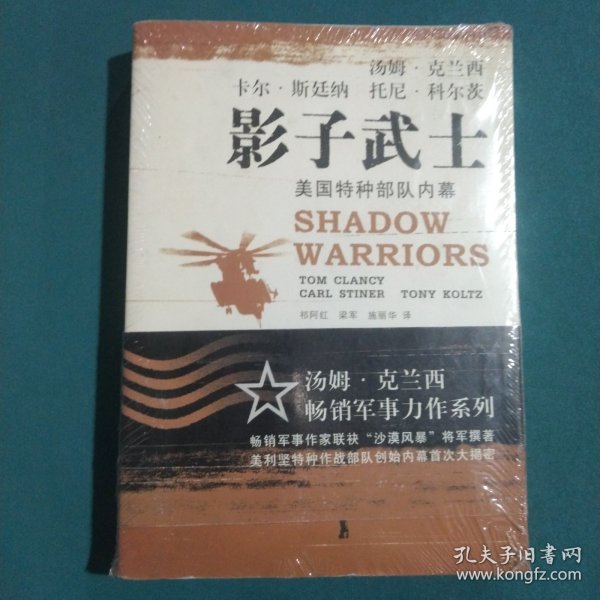 汤姆·克兰西
卡尔·斯廷纳 托尼·科尔茨
影子武士
美国特种部队内幕
SHADOW
WARRIORS
TOM CLANCY
CARL STINER TONY KOLTZ
祁阿红 梁军 施丽华 译
汤姆·克兰西
畅销军事力作系列
畅销军事作家联袂“沙漠风暴”将军撰著
美利坚特种作战部队创始内幕首次大揭密
孔夫子旧书网
www.kongfz.com